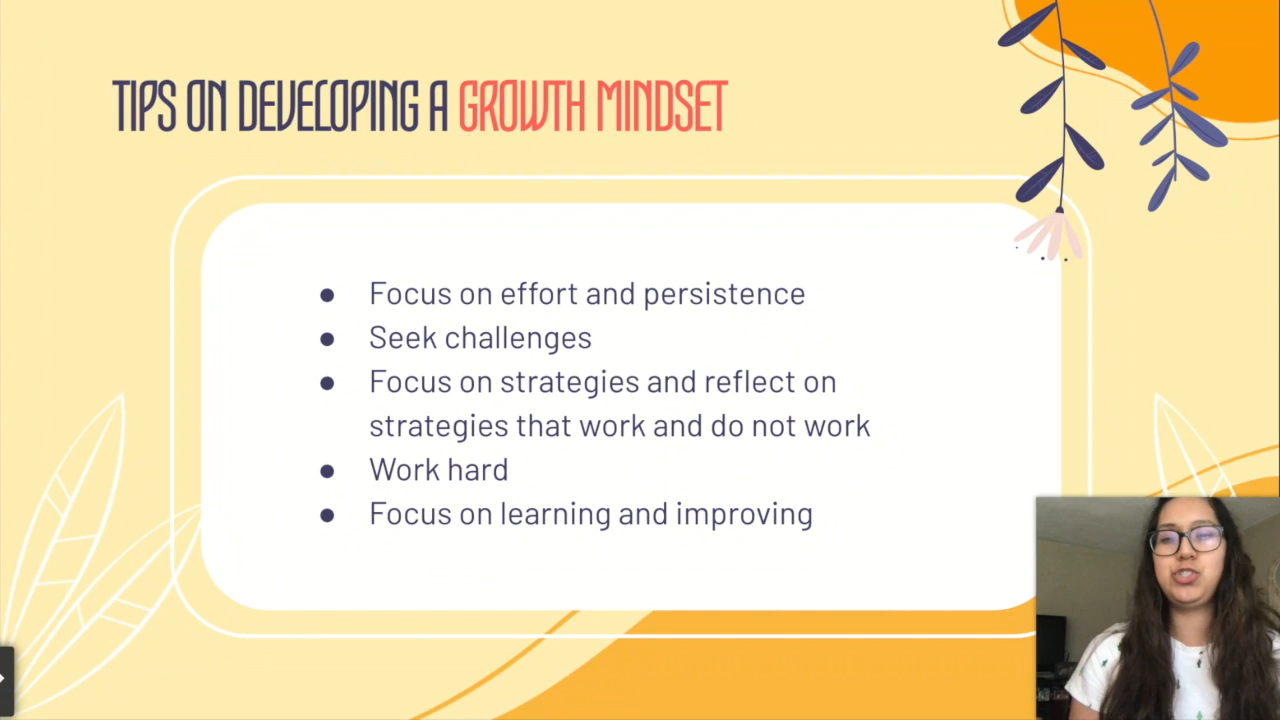 TIPS ON DEVELOPING A GROWTH MINDSET
● Focus on effort and persistence
● Seek challenges
● Focus on strategies and reflect on
strategies that work and do not work
● Work hard
● Focus on learning and improving